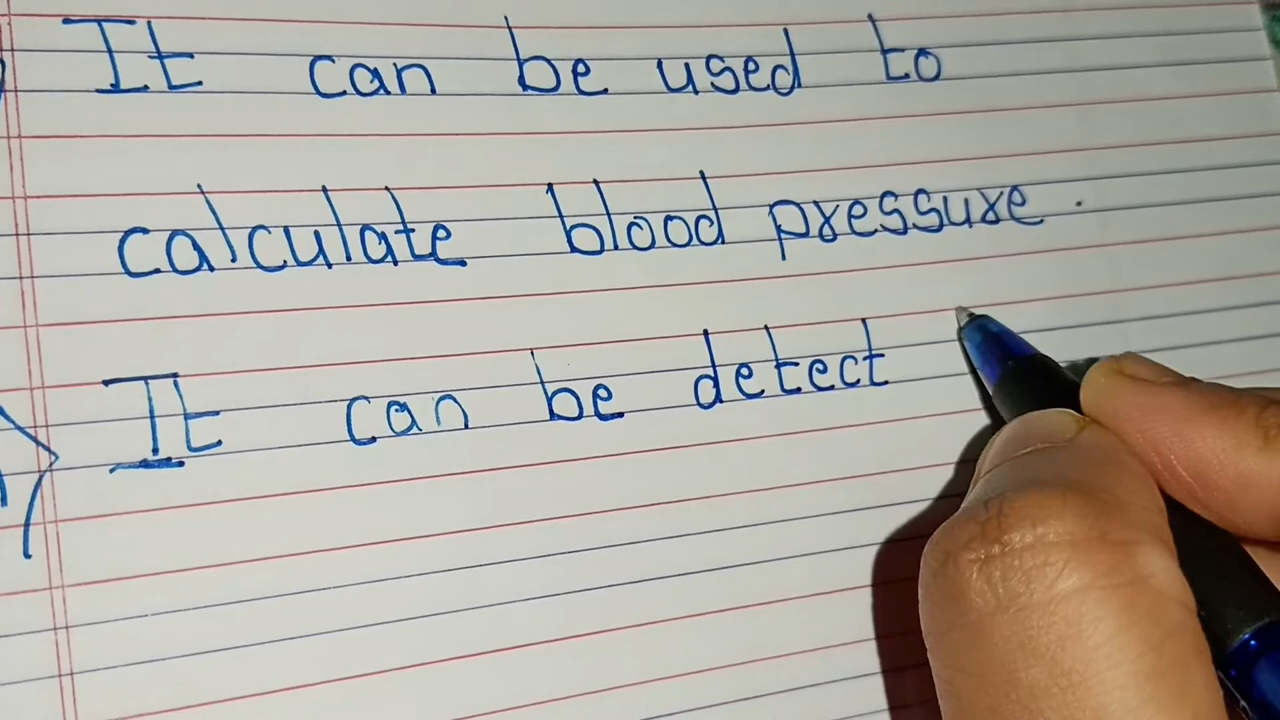 It can be used to
calculate blood pressure.
It can be detect